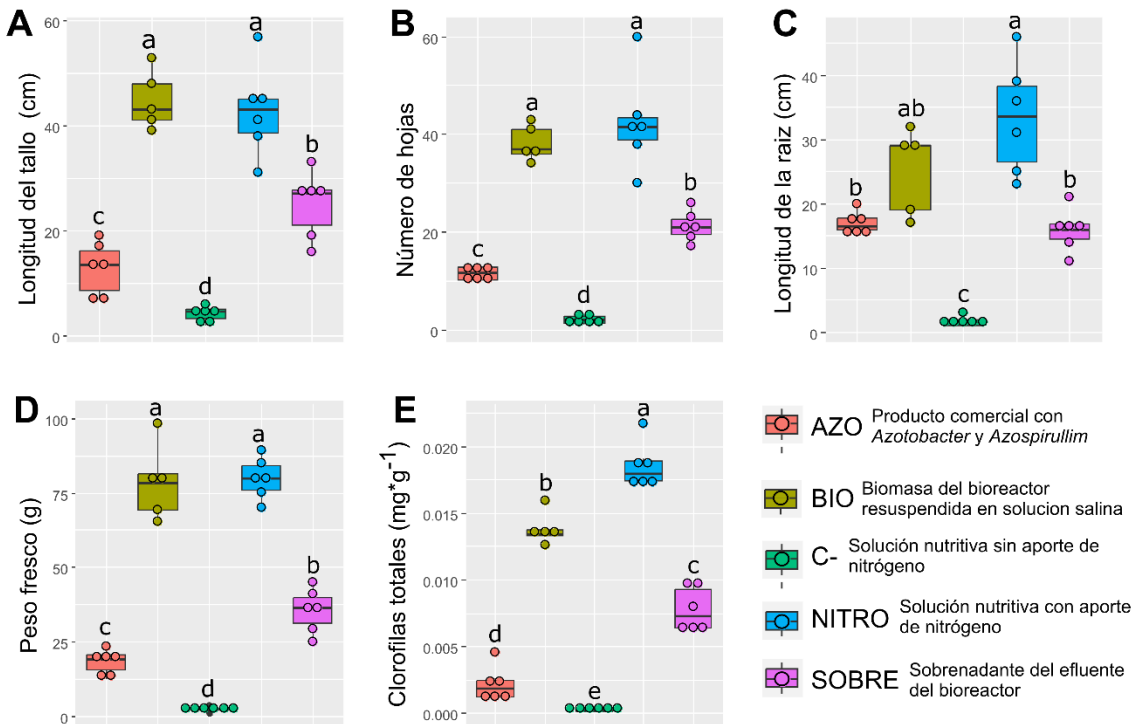 A
Longitud del tallo (cm)
60
40
20
0
c
a
d
a
b
B
Número de hojas
60
40
20
0
c
a
d
a
b
C
Longitud de la raiz (cm)
40
30
20
10
0
b
ab
c
a
b
D
Peso fresco (g)
100
75
50
25
0
c
a
d
a
b
E
Clorofilas totales (mg*g-1)
0.020
0.015
0.010
0.005
0.000
d
b
e
a
c
AZO Producto comercial con
Azotobacter y Azospirullim
BIO Biomasa del bioreactor
resuspendida en solucion salina
C- Solución nutritiva sin aporte de
nitrógeno
NITRO Solución nutritiva con aporte
de nitrógeno
SOBRE Sobrenadante del efluente
del bioreactor